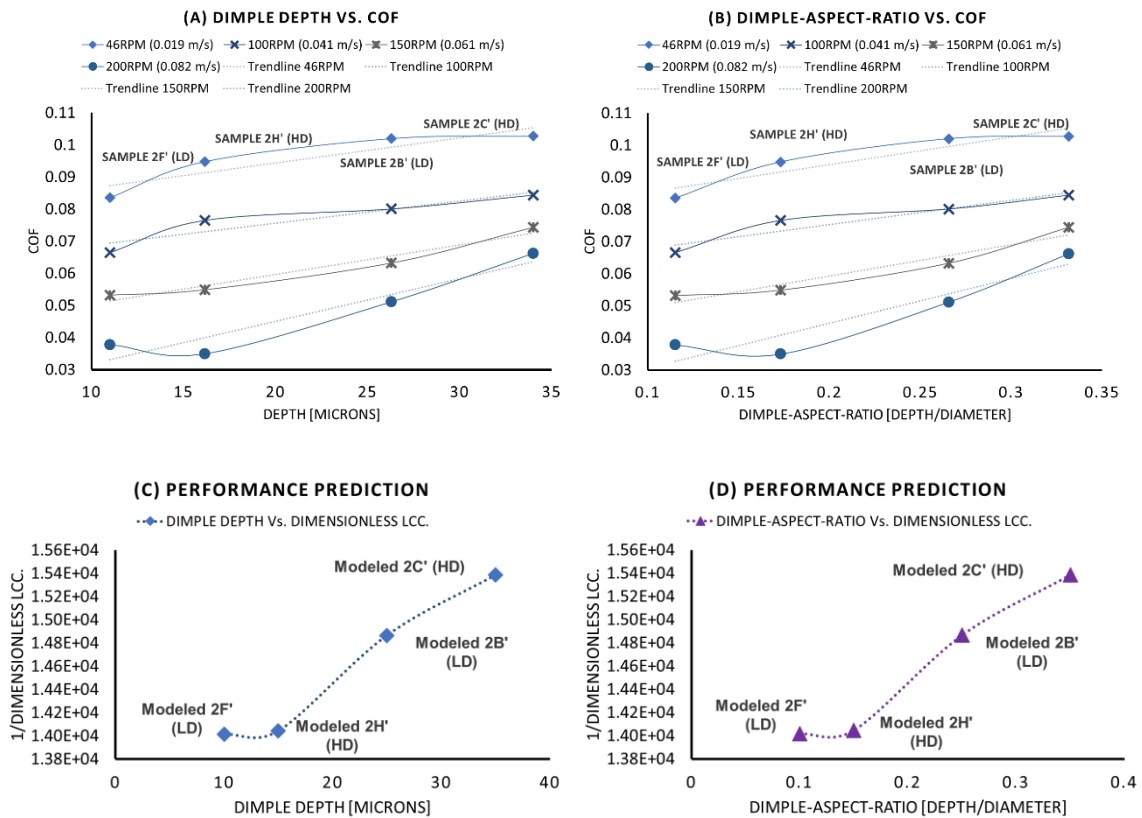 (A) DIMPLE DEPTH VS. COF
46RPM (0.019 m/s) 100RPM (0.041 m/s) 150RPM (0.061 m/s)
200RPM (0.082 m/s) Trendline 46RPM Trendline 100RPM
Trendline 150RPM Trendline 200RPM
0.11
0.1
0.09
0.08
0.07
0.06
0.05
0.04
0.03
COF
SAMPLE 2F' (LD)
SAMPLE 2H' (HD)
SAMPLE 2C' (HD)
SAMPLE 2B' (LD)
10 15 20 25 30 35
DEPTH [MICRONS]
(B) DIMPLE-ASPECT-RATIO VS. COF
46RPM (0.019 m/s) 100RPM (0.041 m/s) 150RPM (0.061 m/s)
200RPM (0.082 m/s) Trendline 46RPM Trendline 100RPM
Trendline 150RPM Trendline 200RPM
0.11
0.1
0.09
0.08
0.07
0.06
0.05
0.04
0.03
COF
SAMPLE 2F' (LD)
SAMPLE 2H' (HD)
SAMPLE 2C' (HD)
SAMPLE 2B' (LD)
0.1 0.15 0.2 0.25 0.3 0.35
DIMPLE-ASPECT-RATIO [DEPTH/DIAMETER]
(C) PERFORMANCE PREDICTION
DIMPLE DEPTH Vs. DIMENSIONLESS LCC.
1.56E+04
1.54E+04
1.52E+04
1.50E+04
1.48E+04
1.46E+04
1.44E+04
1.42E+04
1.40E+04
1.38E+04
1/DIMENSIONLESS LCC.
Modeled 2C' (HD)
Modeled 2B'
(LD)
Modeled 2F'
(LD)
Modeled 2H'
(HD)
0 10 20 30 40
DIMPLE DEPTH [MICRONS]
(D) PERFORMANCE PREDICTION
DIMPLE-ASPECT-RATIO Vs. DIMENSIONLESS LCC.
1.56E+04
1.54E+04
1.52E+04
1.50E+04
1.48E+04
1.46E+04
1.44E+04
1.42E+04
1.40E+04
1.38E+04
1/DIMENSIONLESS LCC.
Modeled 2C' (HD)
Modeled 2B'
(LD)
Modeled 2F'
(LD)
Modeled 2H'
(HD)
0 0.1 0.2 0.3 0.4
DIMPLE-ASPECT-RATIO [DEPTH/DIAMETER]